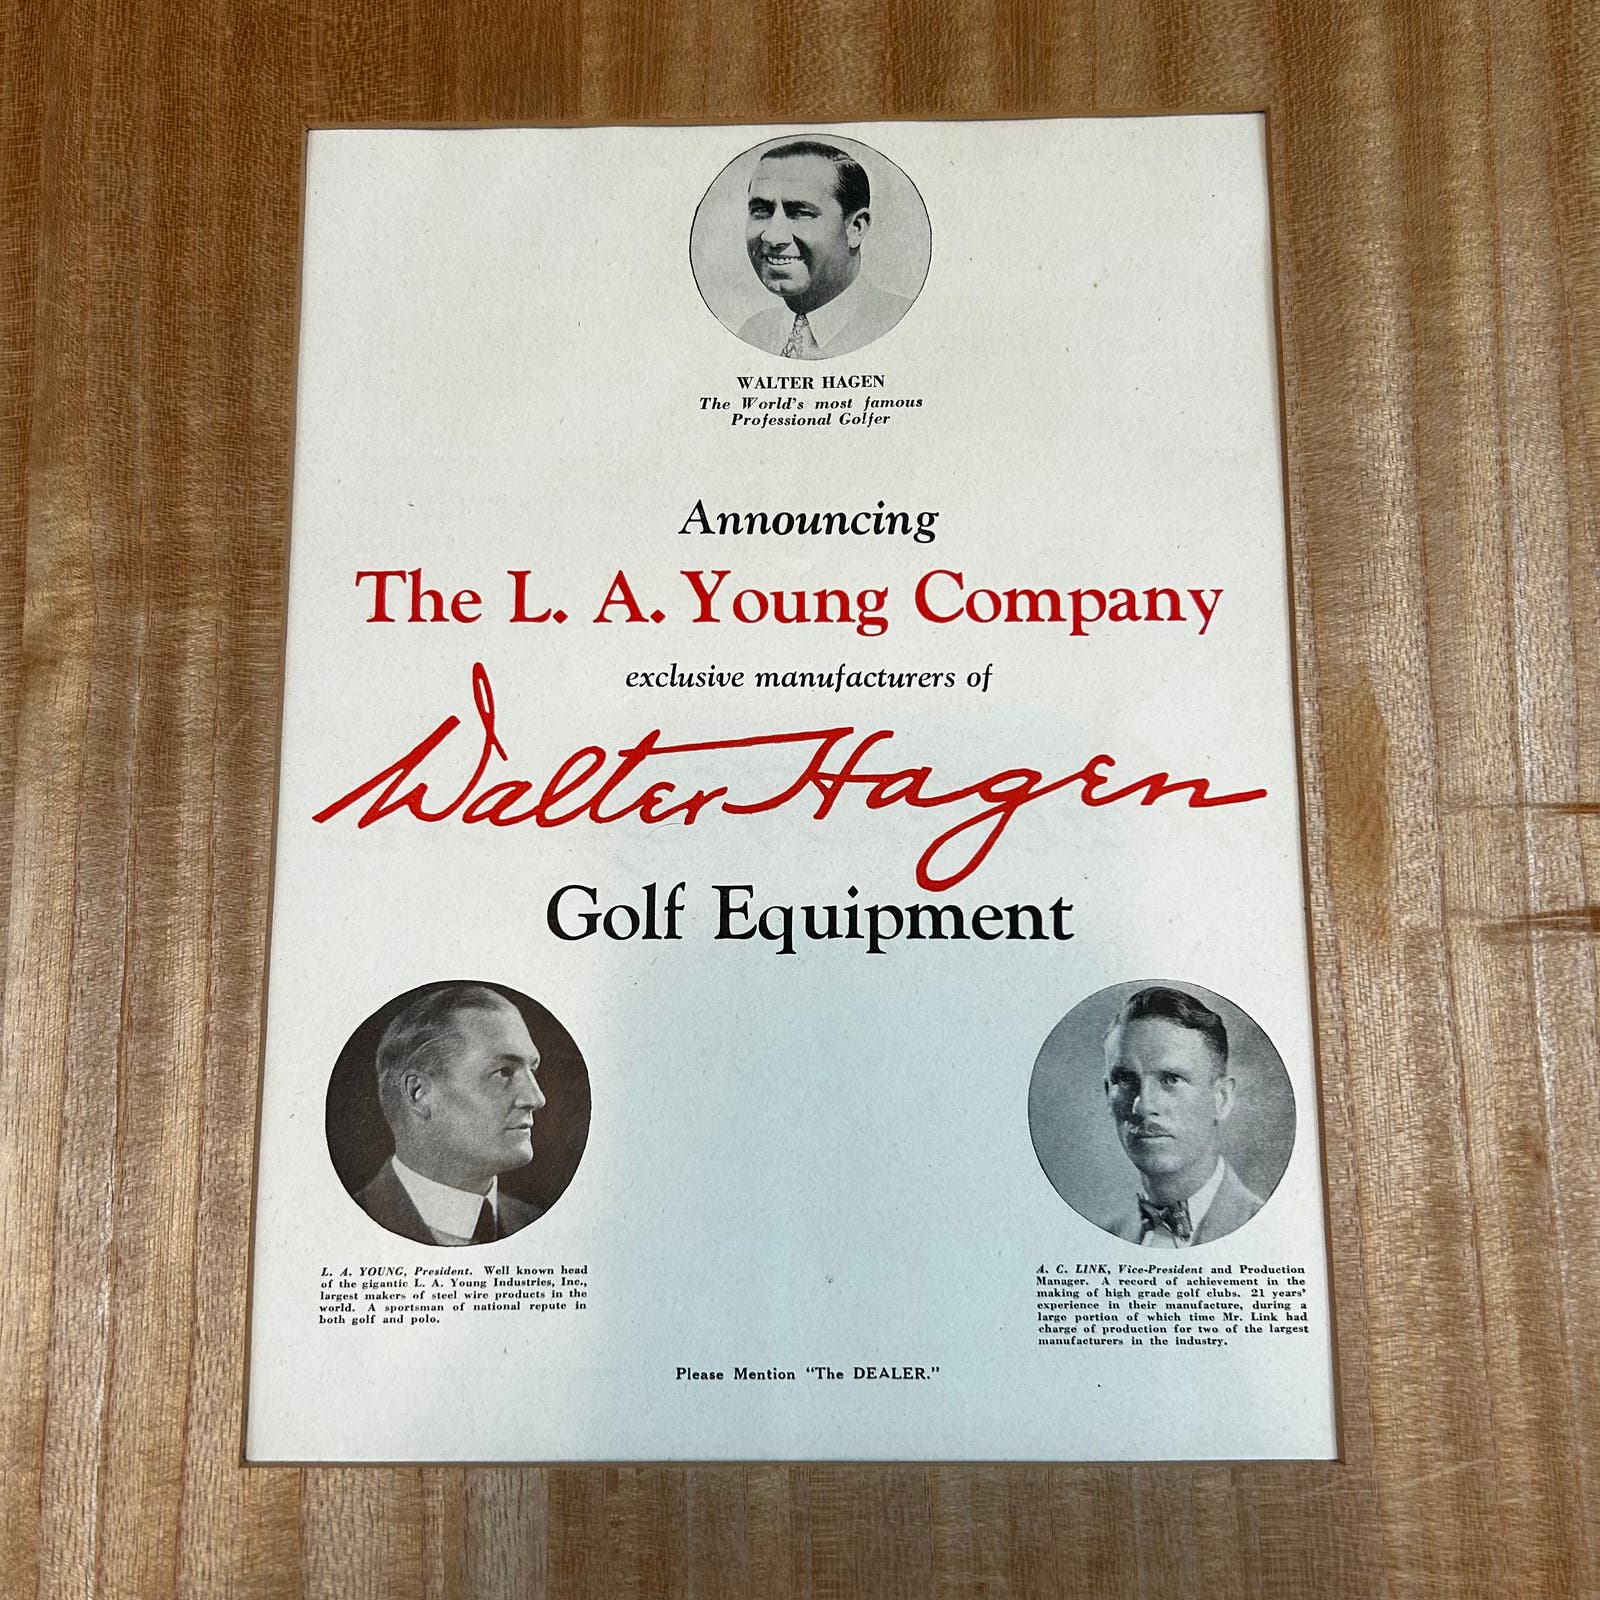 WALTER HAGEN
The World's most famous
Professional Golfer
Announcing
The L. A. Young Company
exclusive manufacturers of
Walter Hagen
Golf Equipment
L. A. YOUNG, President. Well known head
of the gigantic L. A. Young Industries, Inc.,
largest makers of steel wire products in the
world. A sportsman of national repute in
both golf and polo.
A. C. LINK, Vice-President and Production
Manager. A record of achievement in the
making of high grade golf clubs. 21 years'
experience in their manufacture, during a
large portion of which time Mr. Link had
charge of production for two of the largest
manufacturers in the industry.
Please Mention "The DEALER."